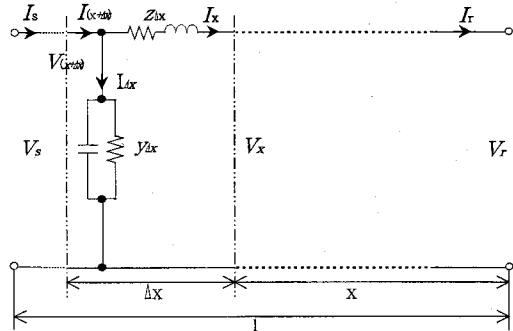 Is I(x+Δx) zΔx Ix Ir
V(x+Δx)
IΔx
Vs yΔx Vx Vr
Δx x
l